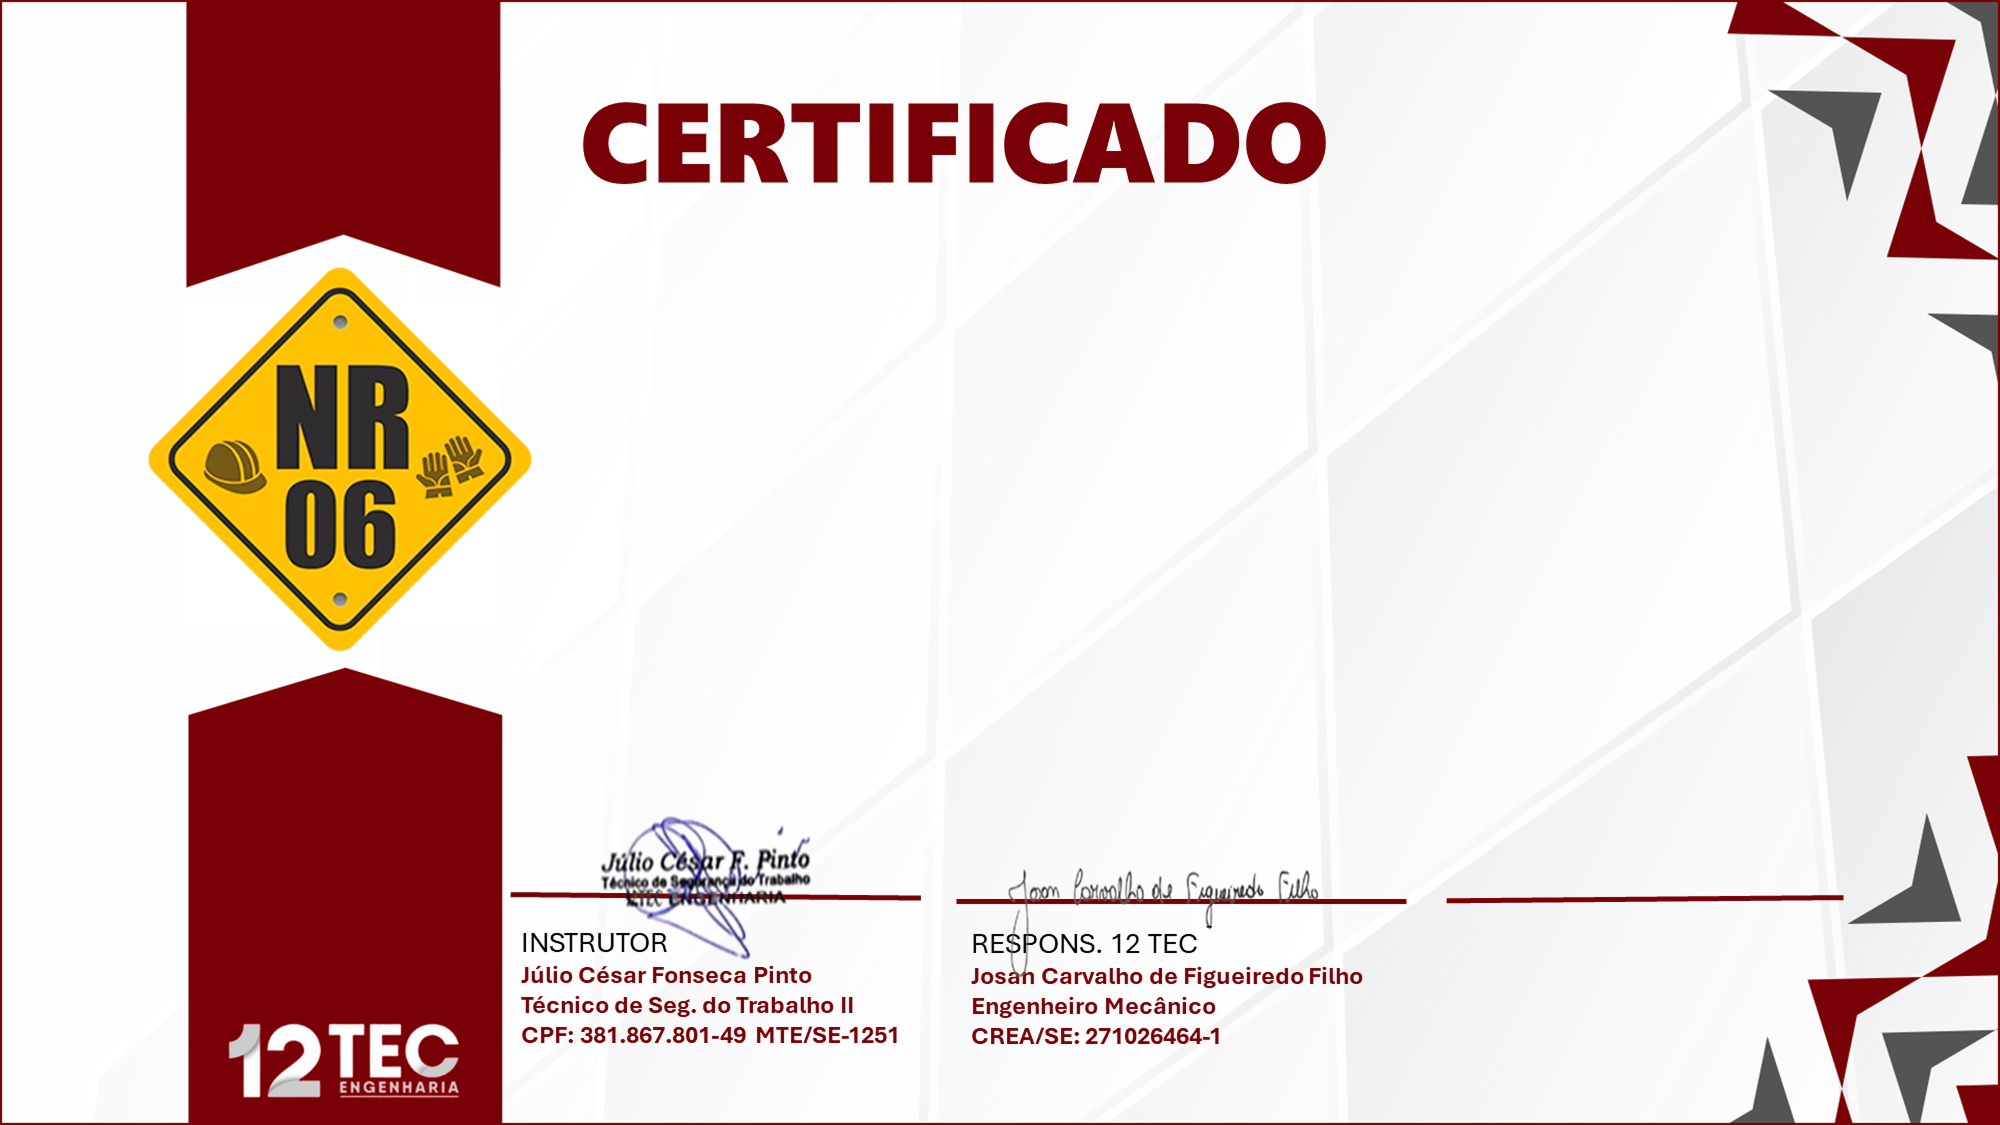 CERTIFICADO
NR
06
Júlio César F. Pinto
Técnico de Segurança do Trabalho
12TEC ENGENHARIA
Josan Carvalho de Figueiredo Filho
INSTRUTOR
Júlio César Fonseca Pinto
Técnico de Seg. do Trabalho II
CPF: 381.867.801-49 MTE/SE-1251
RESPONS. 12 TEC
Josan Carvalho de Figueiredo Filho
Engenheiro Mecânico
CREA/SE: 271026464-1
12TEC
ENGENHARIA